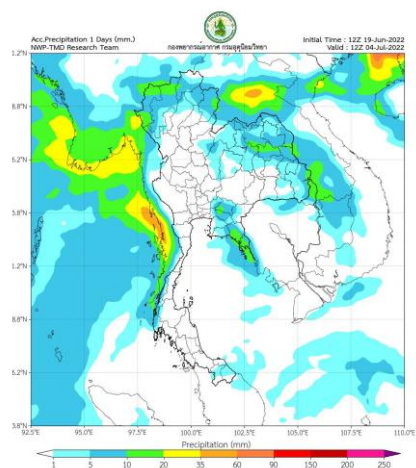 Acc.Precipitation 1 Days (mm.)
NWP-TMD Research Team
กองพยากรณ์อากาศ กรมอุตุนิยมวิทยา
Initial Time : 12Z 19-Jun-2022
Valid : 12Z 04-Jul-2022
1.2°N
8.8°N
6.2°N
3.8°N
1.2°N
8.8°N
5.2°N
3.8°N
92.5°E 95.0°E 97.5°E 100.0°E 102.5°E 105.0°E 107.5°E 110.0°E
Precipitation (mm)
1 5 10 20 35 60 90 150 200 250